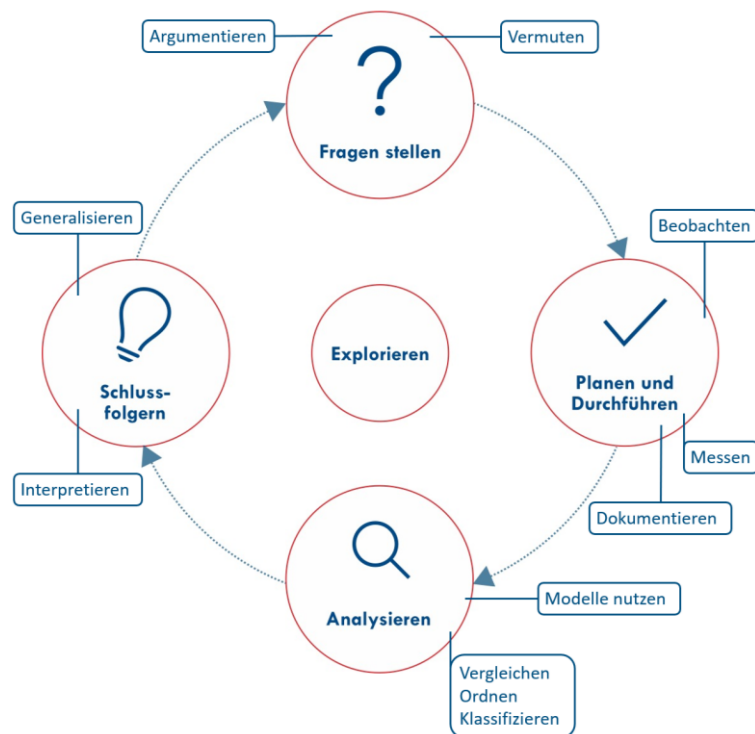 Argumentieren
Vermuten
Fragen stellen
Generalisieren
Beobachten
Explorieren
Schluss-
folgern
Planen und
Durchführen
Interpretieren
Messen
Dokumentieren
Modelle nutzen
Analysieren
Vergleichen
Ordnen
Klassifizieren